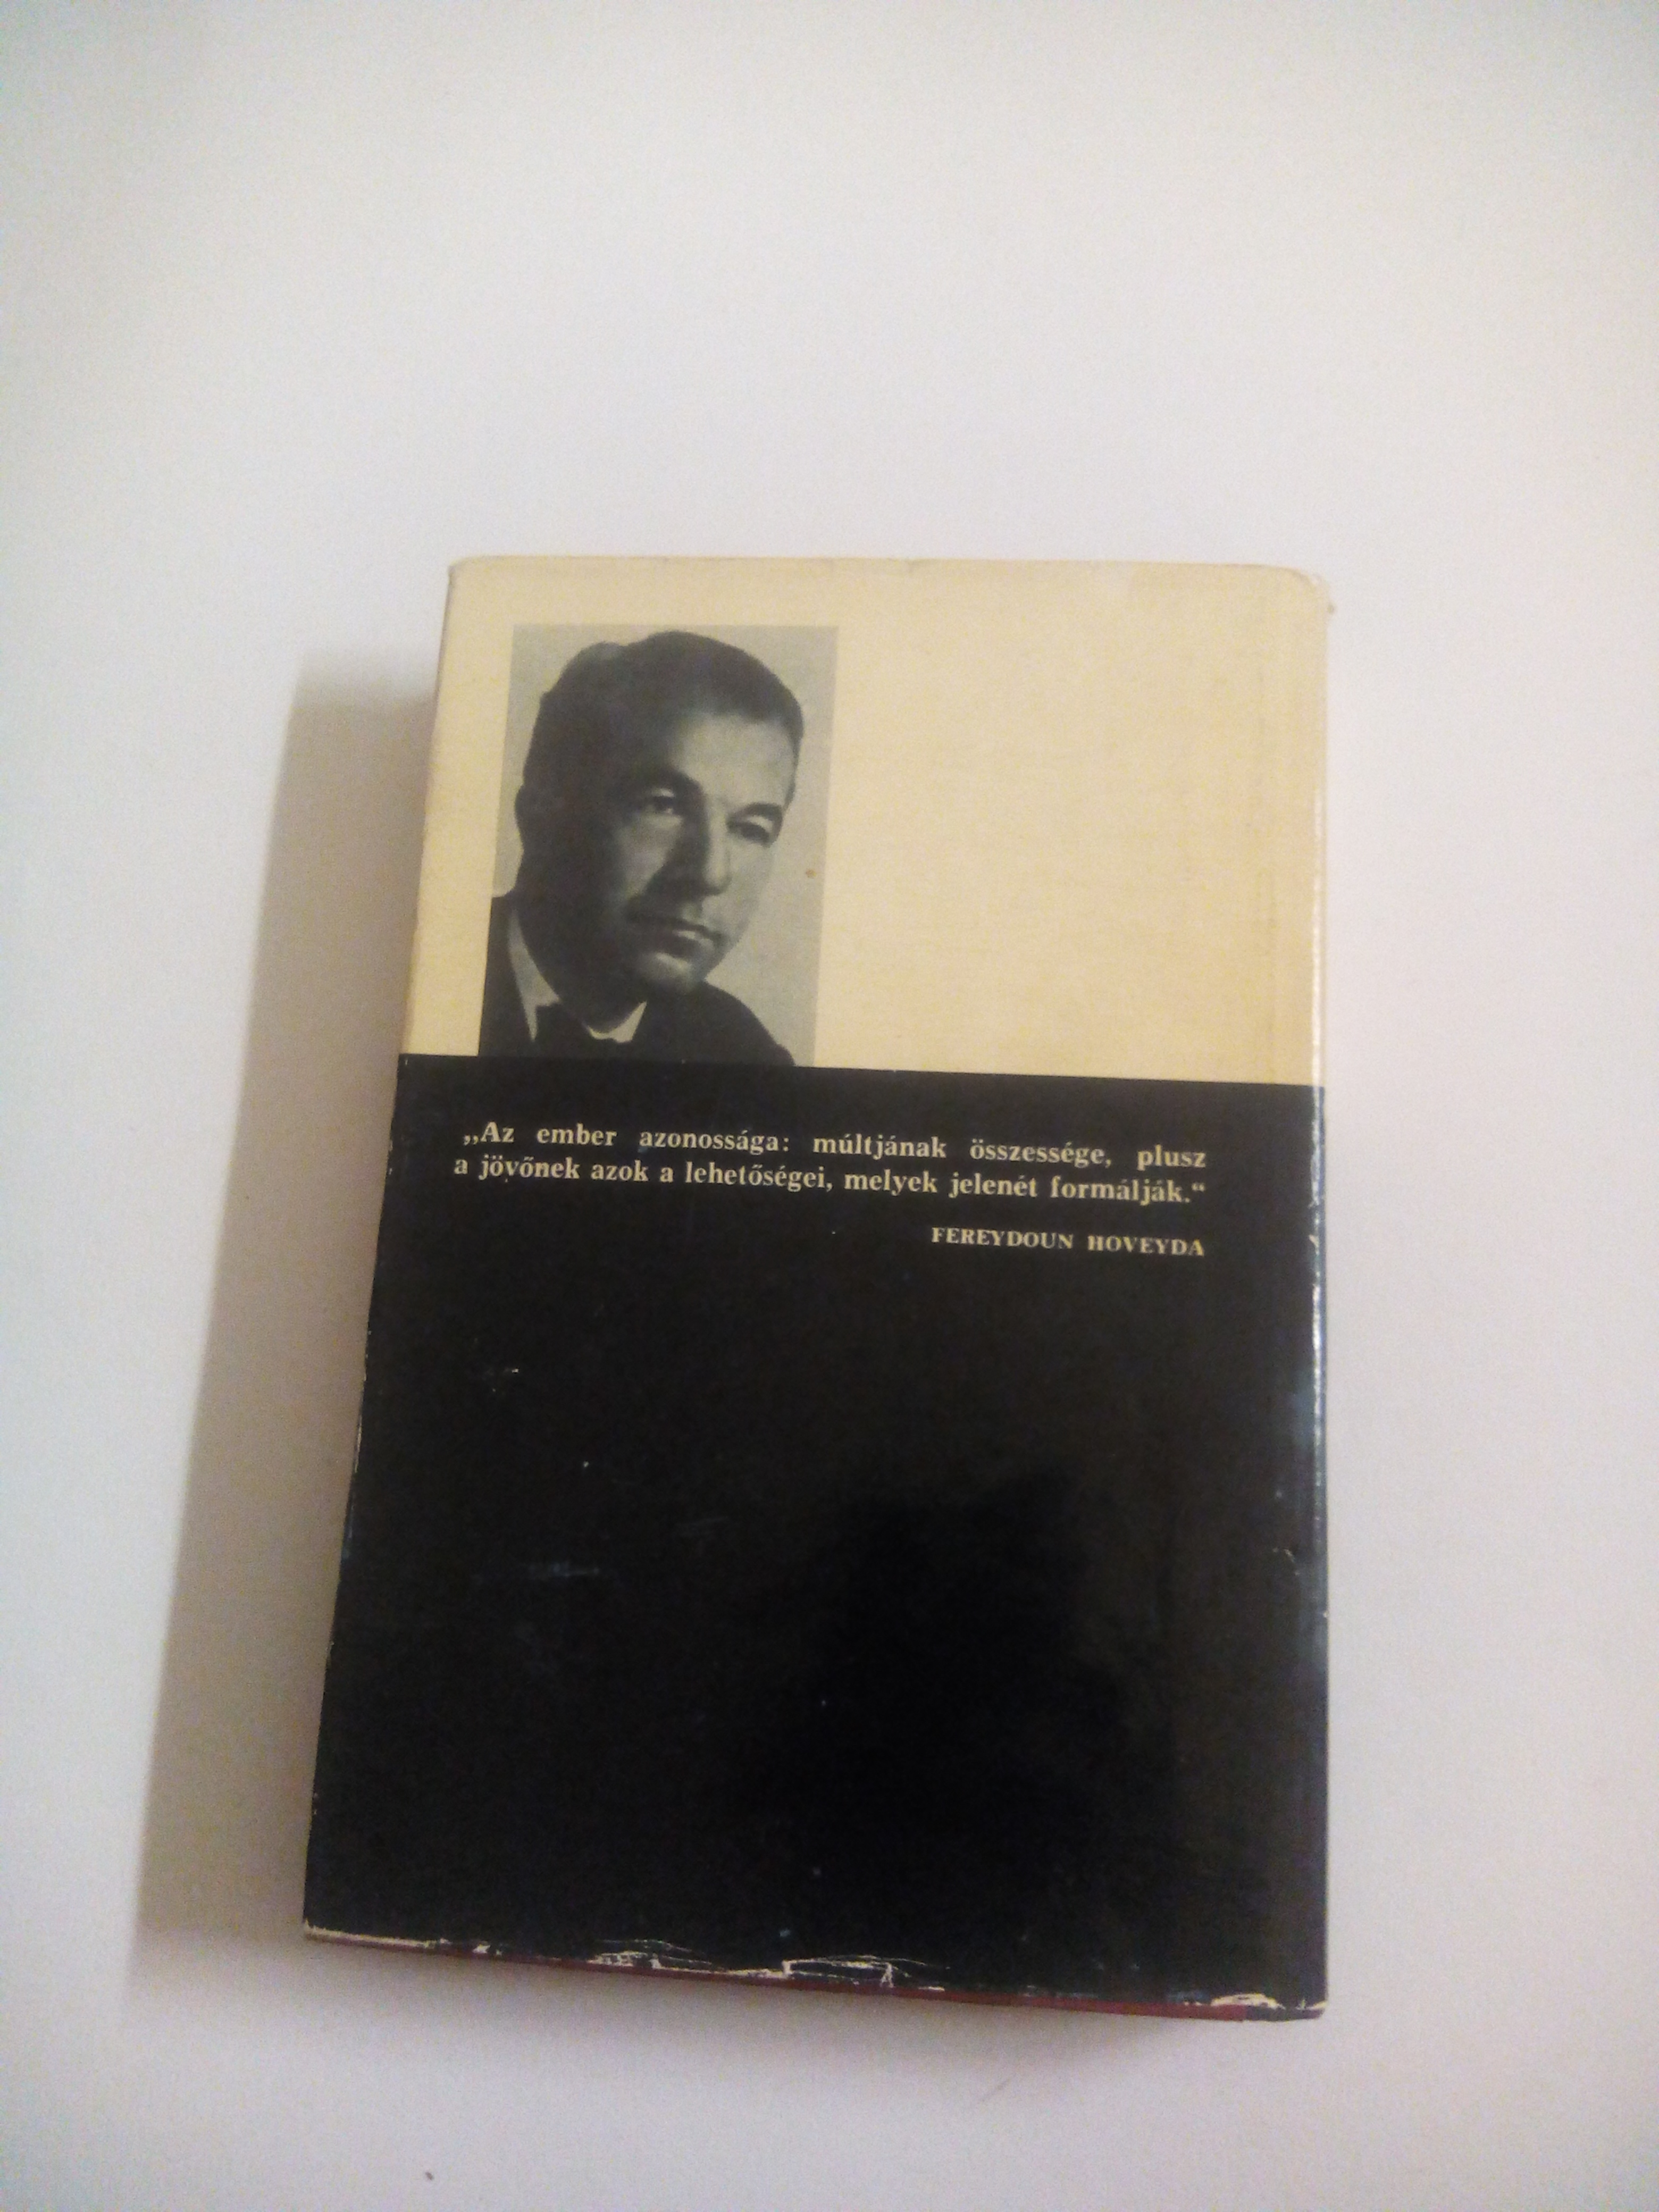 „Az ember azonossága: múltjának összessége, plusz
a jövőnek azok a lehetőségei, melyek jelenét formálják.“
FEREYDOUN HOVEYDA